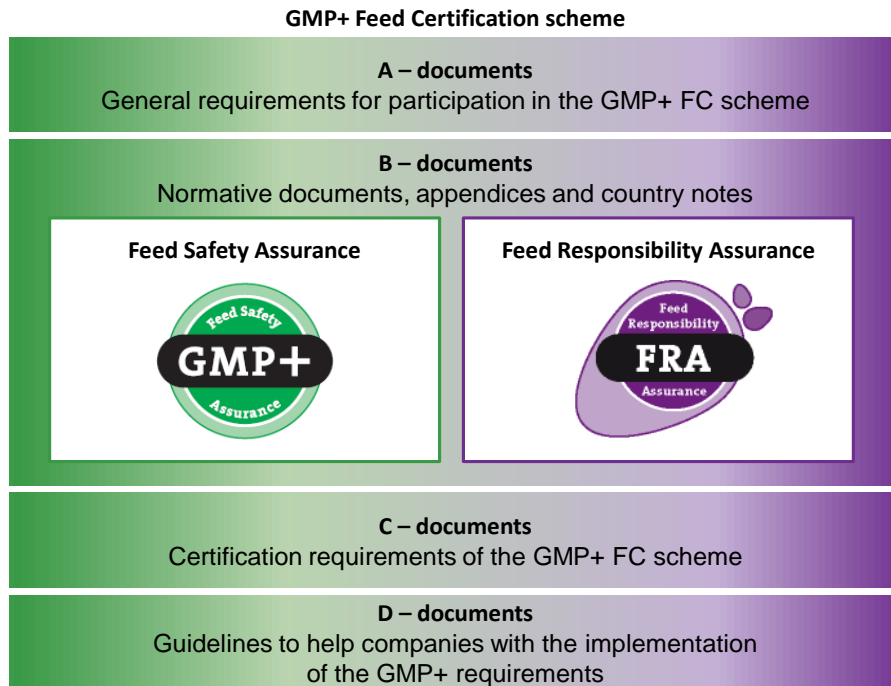 GMP+ Feed Certification scheme
A – documents
General requirements for participation in the GMP+ FC scheme
B – documents
Normative documents, appendices and country notes
Feed Safety Assurance
Feed Safety
GMP+
Assurance
Feed Responsibility Assurance
Feed
Responsibility
FRA
Assurance
C – documents
Certification requirements of the GMP+ FC scheme
D – documents
Guidelines to help companies with the implementation
of the GMP+ requirements